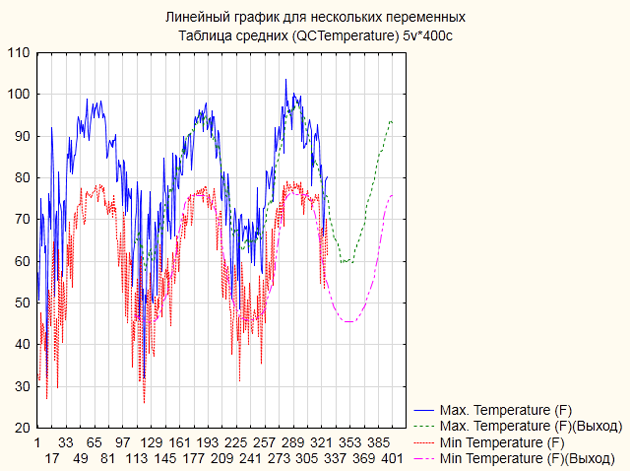 Линейный график для нескольких переменных
Таблица средних (QCTemperature) 5v*400c
110
100
90
80
70
60
50
40
30
20
1 33 65 97 129 161 193 225 257 289 321 353 385
17 49 81 113 145 177 209 241 273 305 337 369 401
Max. Temperature (F)
Max. Temperature (F)(Выход)
Min Temperature (F)
Min Temperature (F)(Выход)